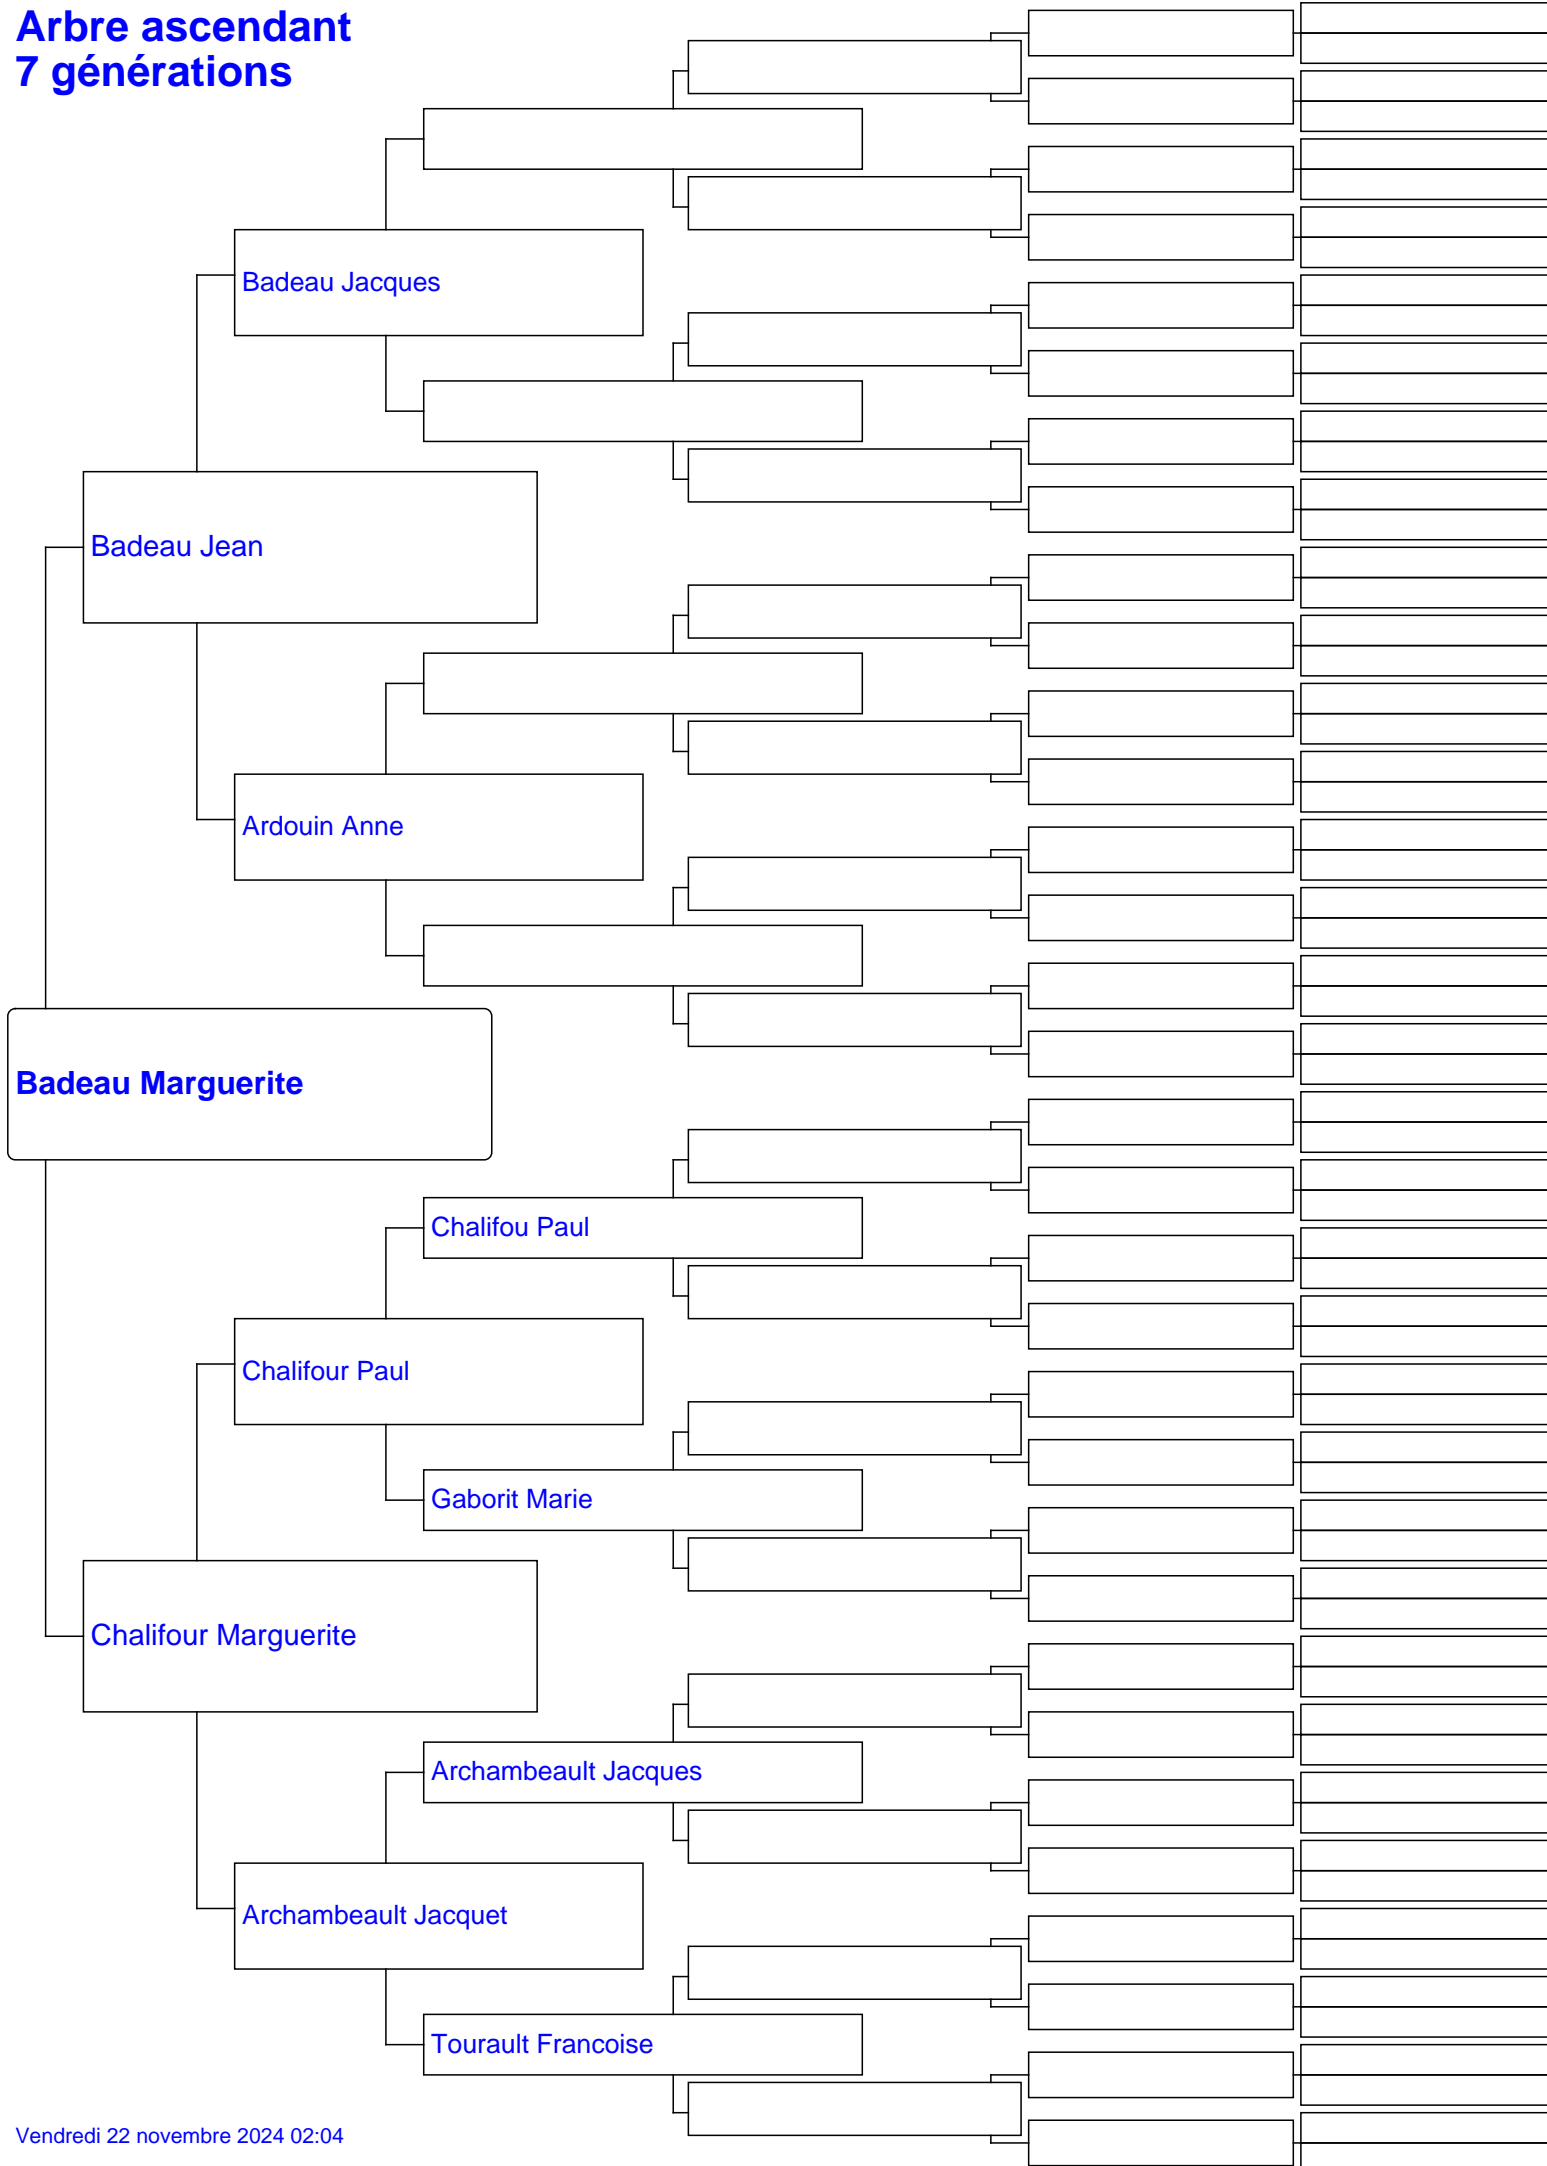 Arbre ascendant
7 générations
Badeau Jacques
Badeau Jean
Ardouin Anne
Badeau Marguerite
Chalifou Paul
Chalifour Paul
Gaborit Marie
Chalifour Marguerite
Archambeault Jacques
Archambeault Jacquet
Tourault Francoise
Vendredi 22 novembre 2024 02:04